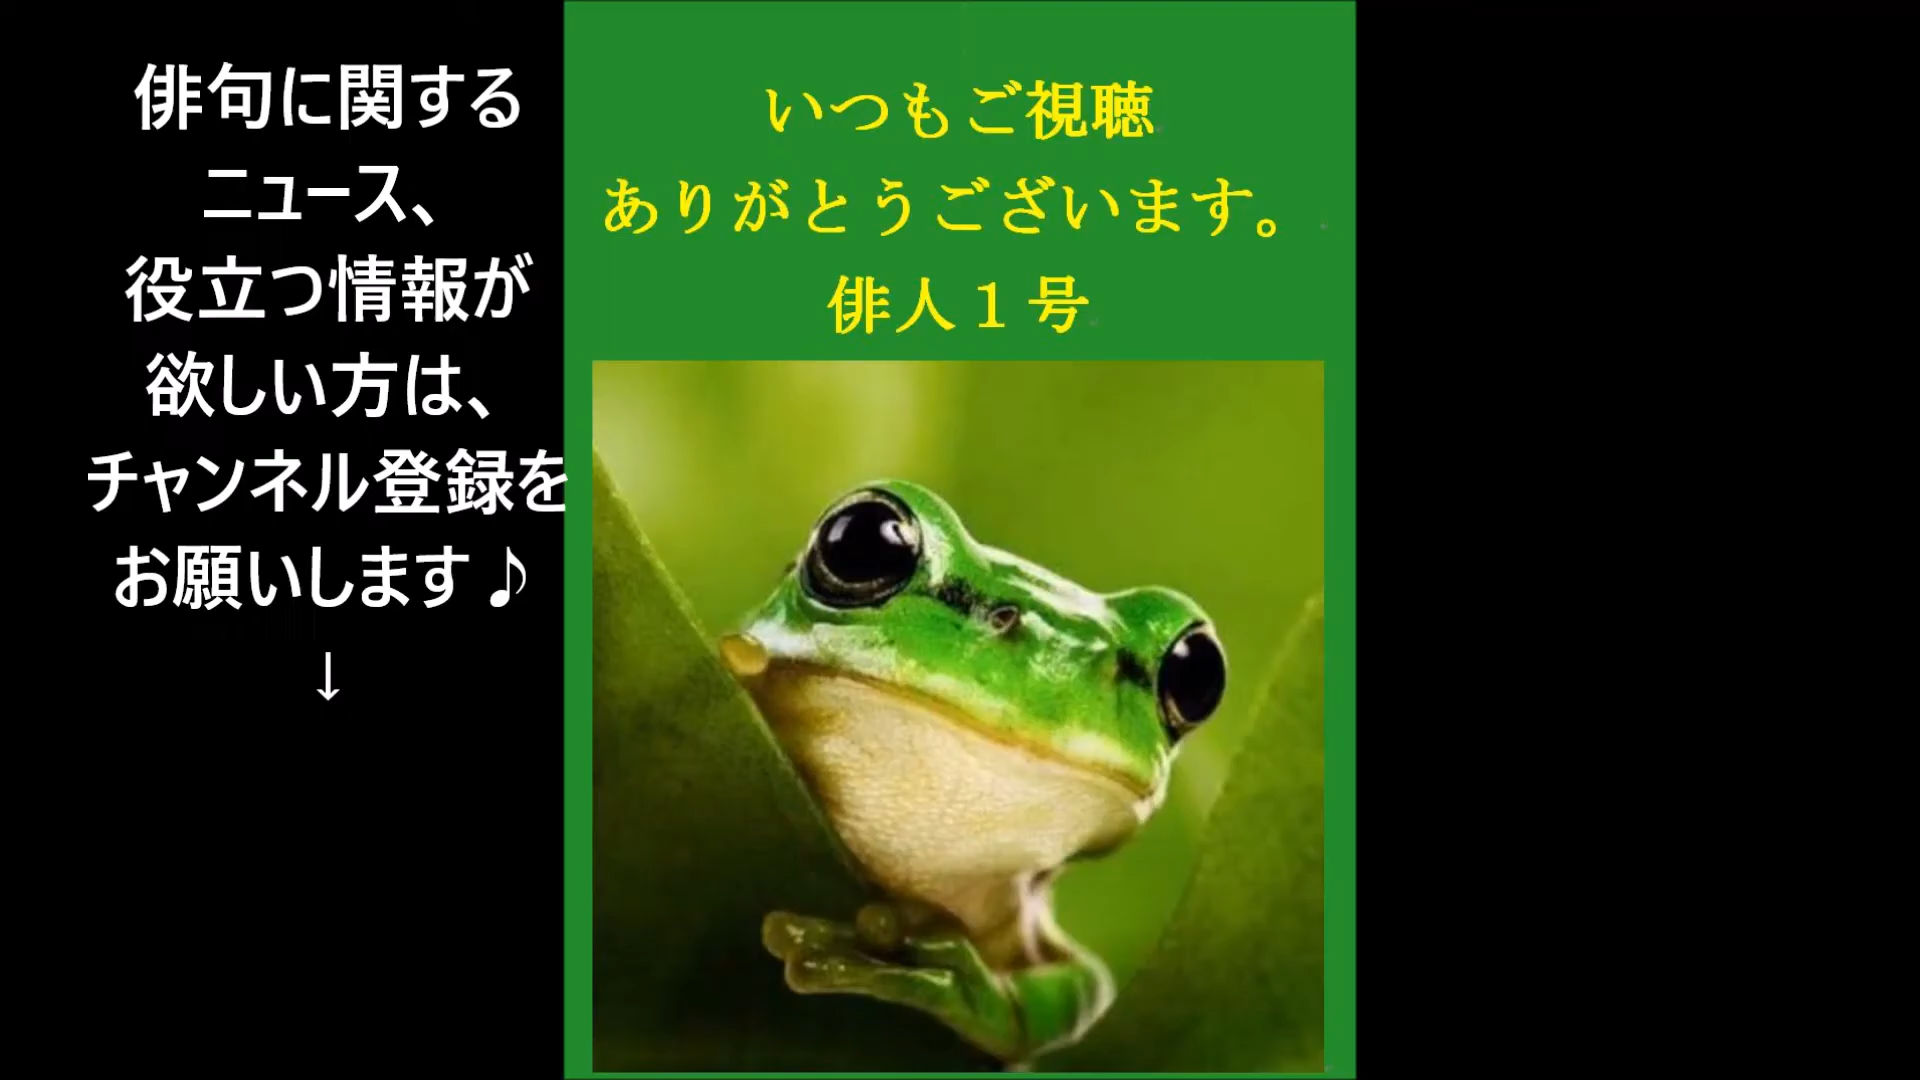 俳句に関する
ニュース、
役立つ情報が
欲しい方は、
チャンネル登録を
お願いします♪
↓
いつもご視聴
ありがとうございます。
俳人１号